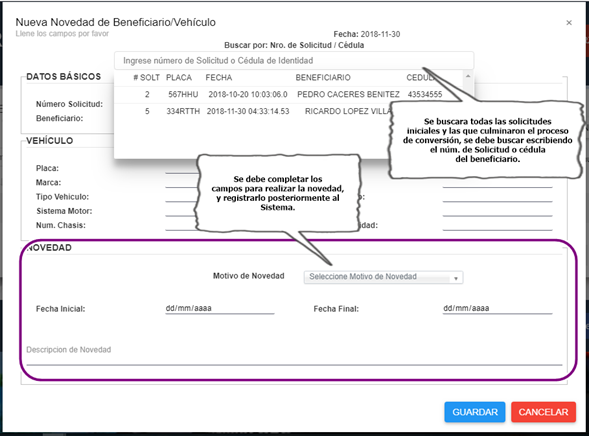 Nueva Novedad de Beneficiario/Vehículo
×
Llene los campos por favor
Fecha: 2018-11-30
Buscar por: Nro. de Solicitud / Cédula
Ingrese número de Solicitud o Cédula de Identidad
# SOLT PLACA FECHA BENEFICIARIO CEDULA
2 567HHU 2018-10-20 10:03:06.0 PEDRO CACERES BENITEZ 43534555
5 334RTTH 2018-11-30 04:33:14.53 RICARDO LOPEZ VILLA
DATOS BÁSICOS
Número Solicitud:
Beneficiario:
Se buscara todas las solicitudes
iniciales y las que culminaron el proceso
de conversión, se debe buscar escribiendo
el núm. de Solicitud o cédula
del beneficiario.
VEHÍCULO
Placa:
Marca:
Tipo Vehiculo:
Sistema Motor:
Num. Chasis:
Se debe completar los
campos para realizar la novedad,
y registrarlo posteriormente al
Sistema.
NOVEDAD
Motivo de Novedad Seleccione Motivo de Novedad
Fecha Inicial: dd/mm/aaaa Fecha Final: dd/mm/aaaa
Descripcion de Novedad
GUARDAR CANCELAR